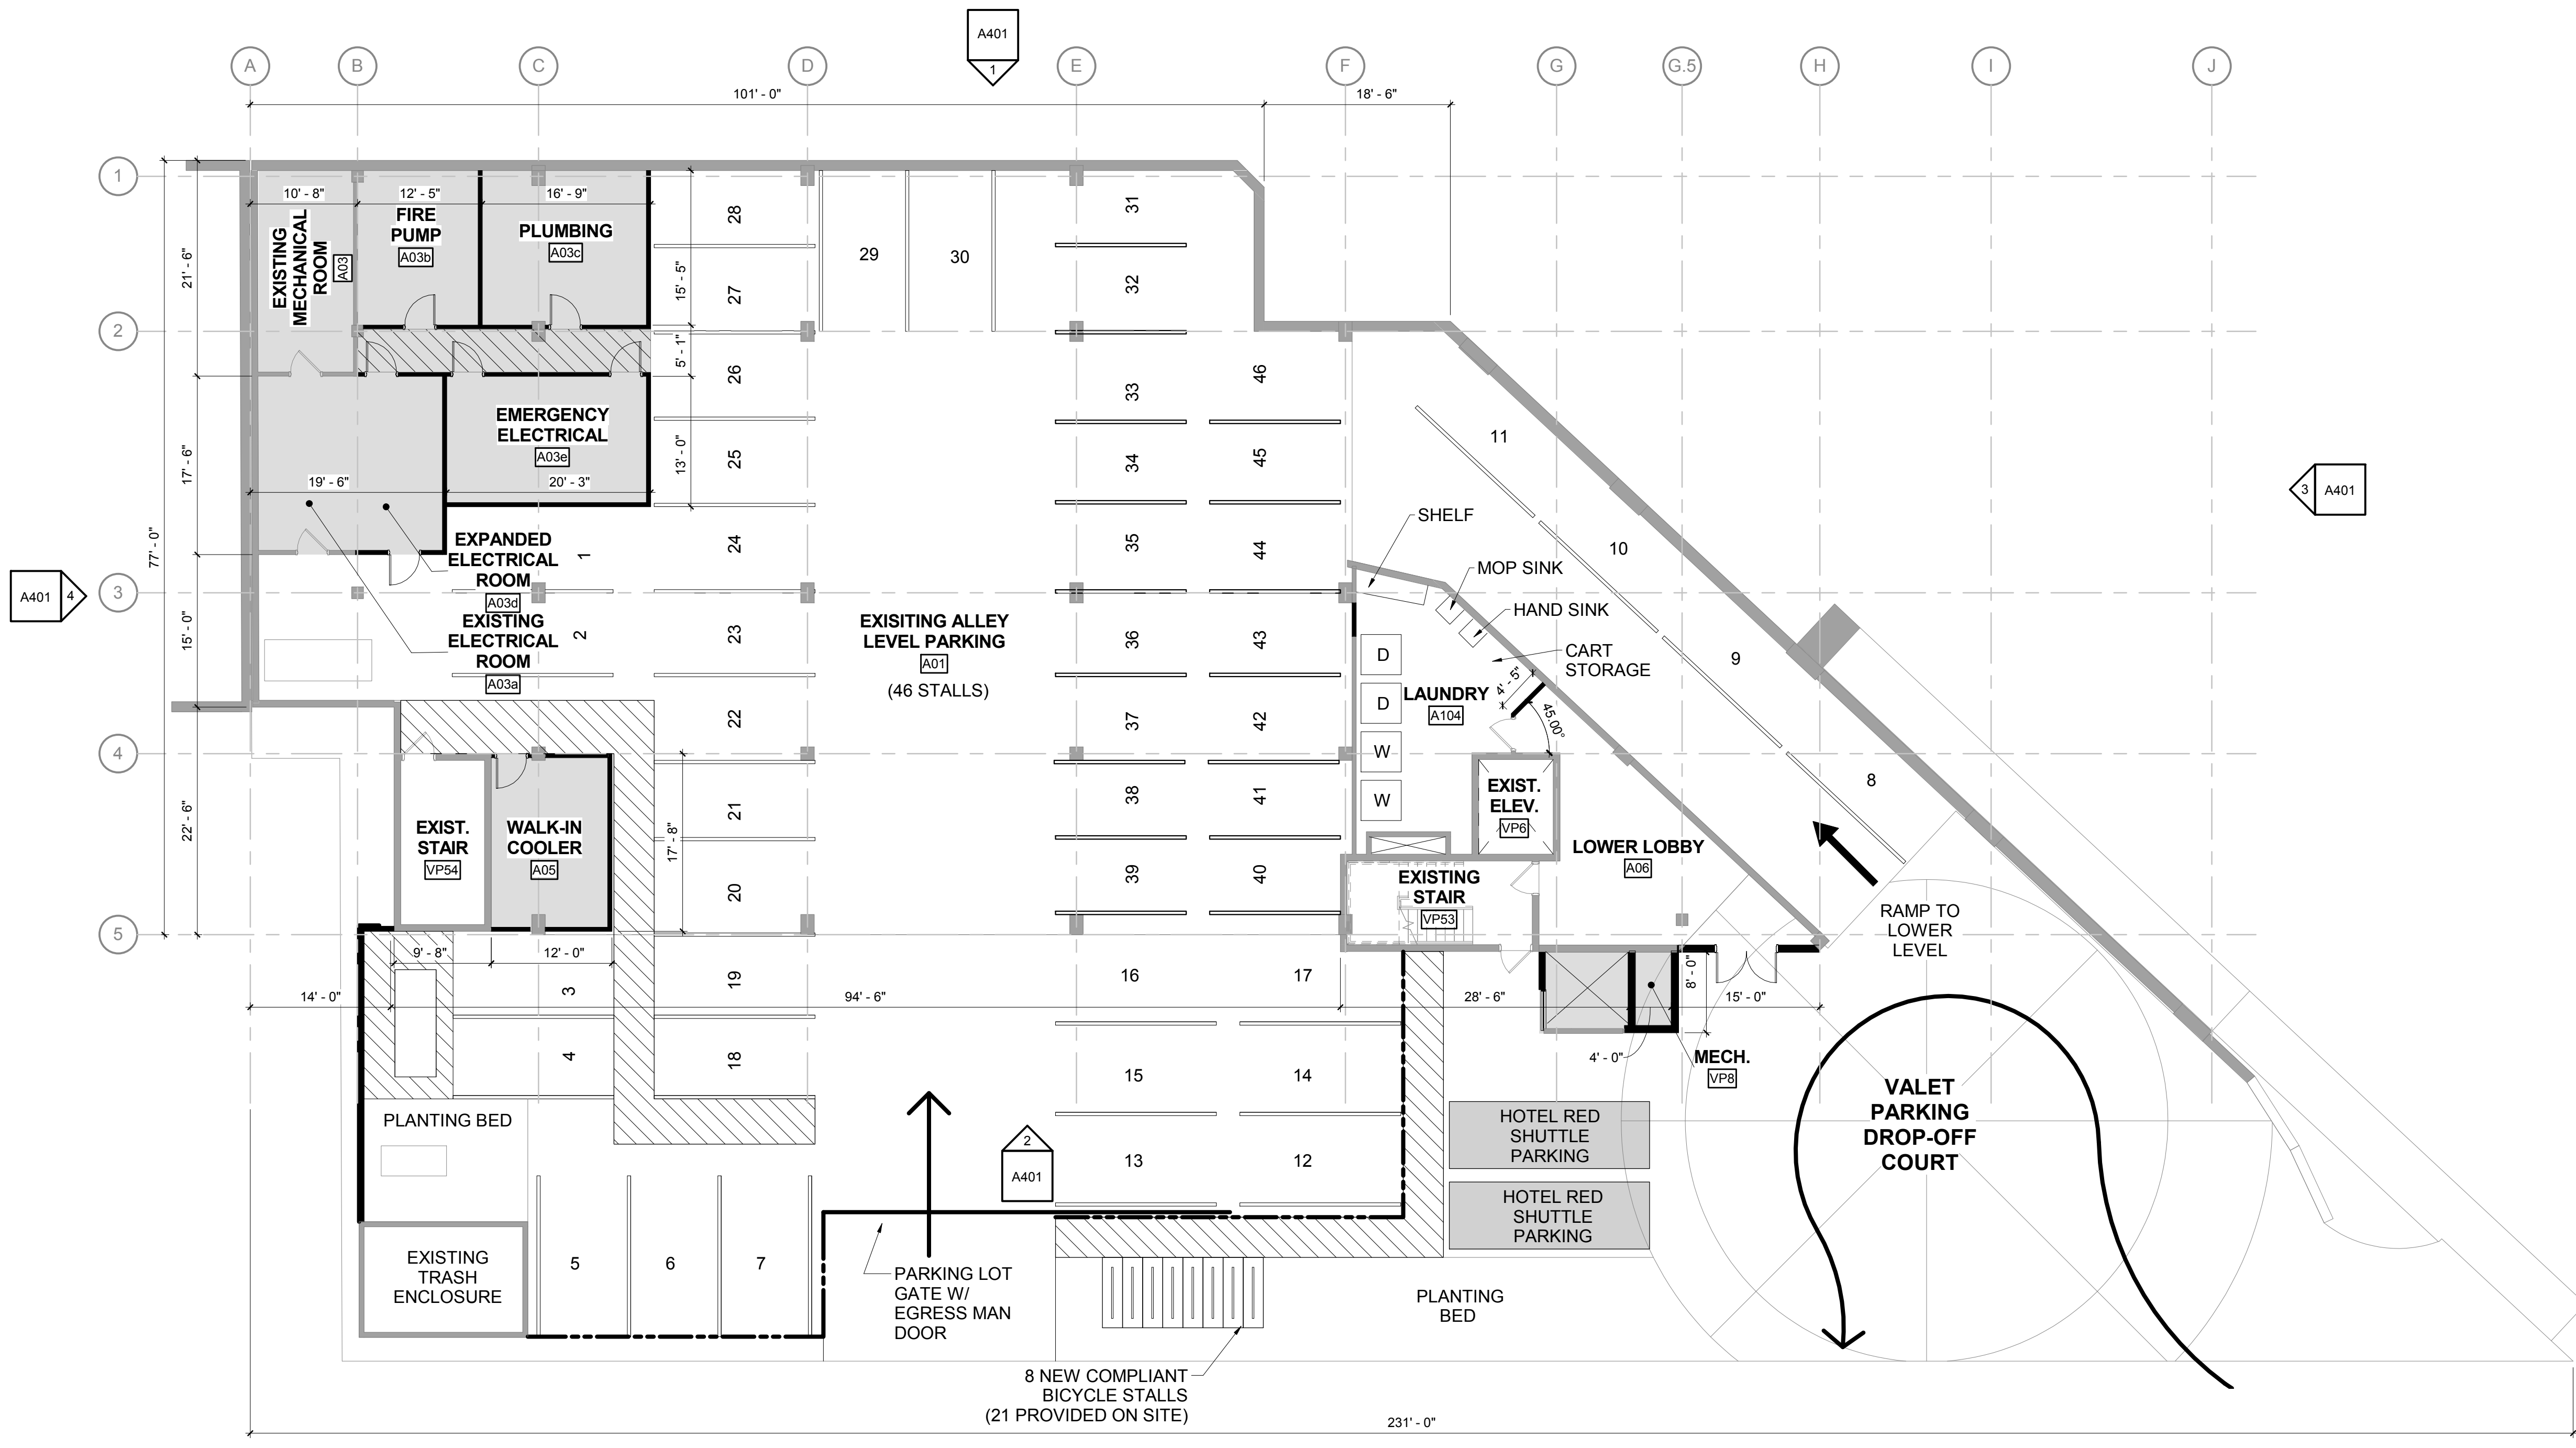 A401
1
A
B
C
D
E
F
G
G.5
H
I
J
101' - 0"
18' - 6"
1
2
3
4
5
10' - 8"
12' - 5"
16' - 9"
EXISTING
MECHANICAL
ROOM
A03
FIRE
PUMP
A03b
PLUMBING
A03c
21' - 6"
15' - 5"
5' - 1"
17' - 6"
13' - 0"
77' - 0"
15' - 0"
22' - 6"
EMERGENCY
ELECTRICAL
A03e
19' - 6"
20' - 3"
EXPANDED
ELECTRICAL
ROOM
A03d
EXISTING
ELECTRICAL
ROOM
A03a
1
2
28
27
26
25
24
23
22
21
20
19
18
29
30
31
32
33
34
35
36
37
38
39
46
45
44
43
42
41
40
EXISITING ALLEY
LEVEL PARKING
A01
(46 STALLS)
11
10
9
8
A401
3
A401
4
SHELF
MOP SINK
HAND SINK
CART
STORAGE
4' - 5"
45.00°
D
D
W
W
LAUNDRY
A104
EXIST.
ELEV.
VP6
LOWER LOBBY
A06
EXISTING
STAIR
VP53
EXIST.
STAIR
VP54
WALK-IN
COOLER
A05
17' - 8"
9' - 8"
12' - 0"
14' - 0"
94' - 6"
28' - 6"
8' - 0"
15' - 0"
4' - 0"
MECH.
VP8
RAMP TO
LOWER
LEVEL
3
4
16
17
15
14
13
12
PLANTING BED
2
A401
HOTEL RED
SHUTTLE
PARKING
HOTEL RED
SHUTTLE
PARKING
VALET
PARKING
DROP-OFF
COURT
EXISTING
TRASH
ENCLOSURE
5
6
7
PARKING LOT
GATE W/
EGRESS MAN
DOOR
PLANTING
BED
8 NEW COMPLIANT
BICYCLE STALLS
(21 PROVIDED ON SITE)
231' - 0"